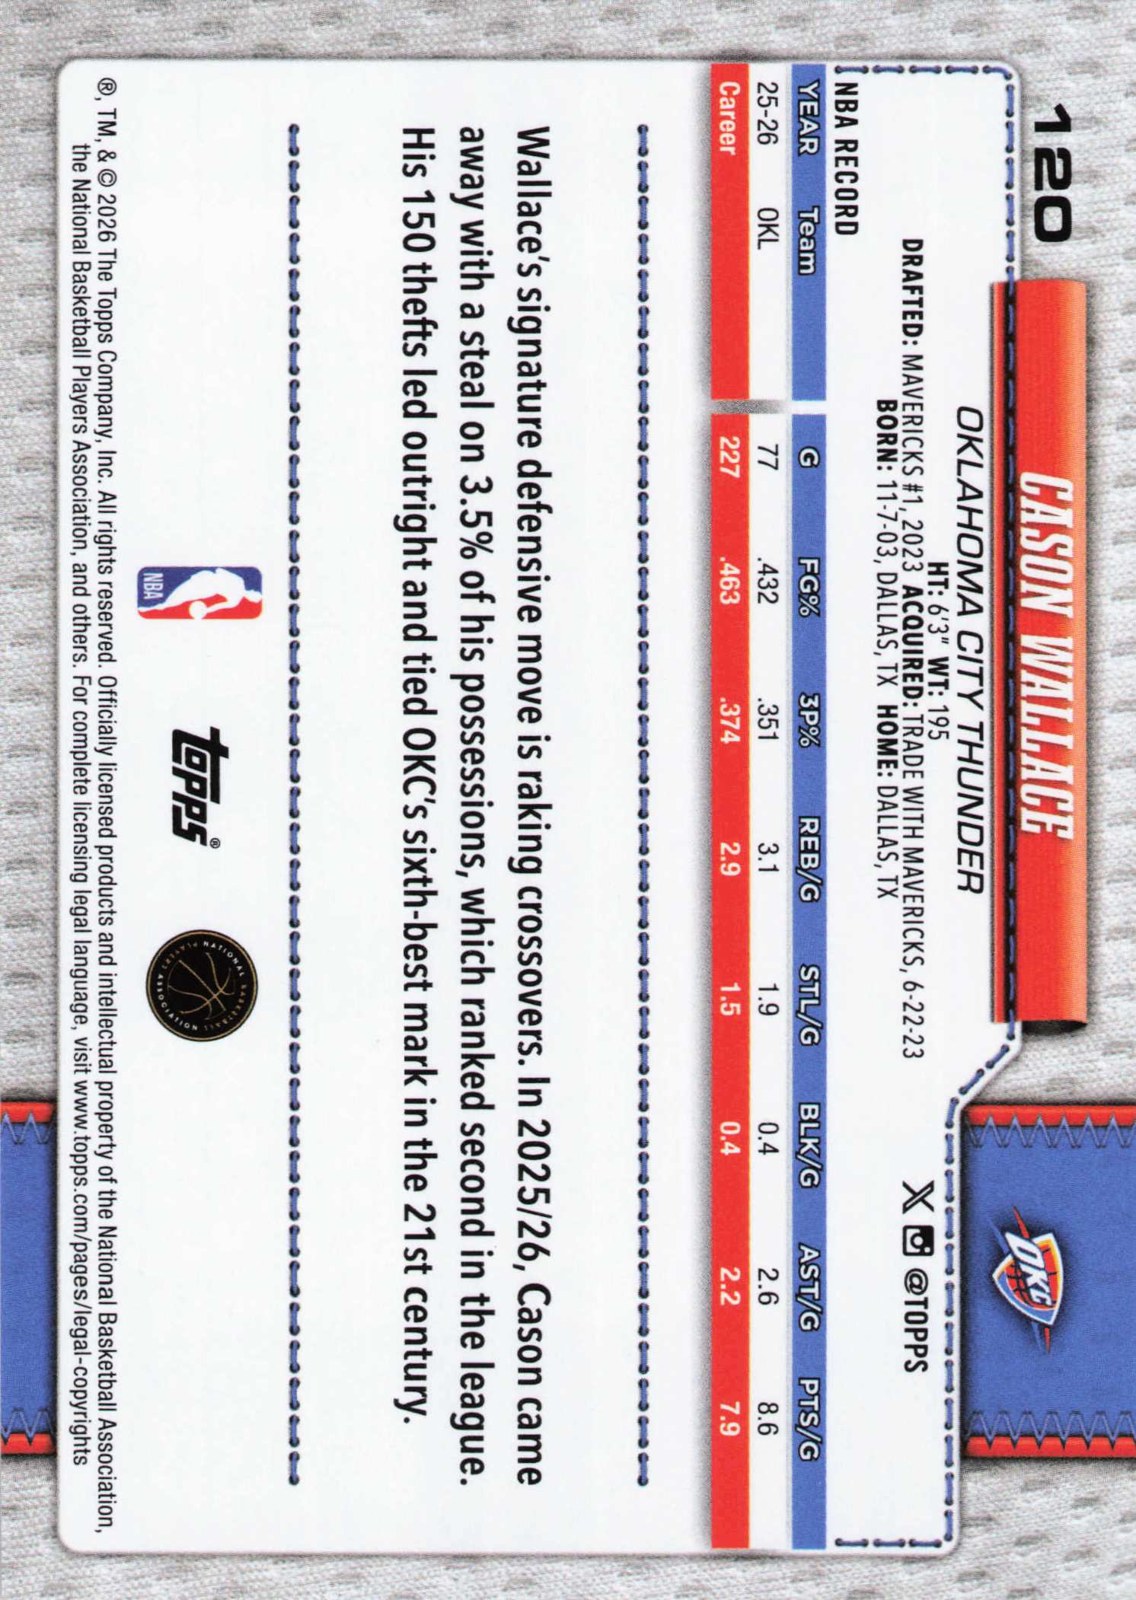 120
CASON WALLACE
OKC
OKLAHOMA CITY THUNDER
HT: 6'3" WT: 195
DRAFTED: MAVERICKS #1, 2023 ACQUIRED: TRADE WITH MAVERICKS, 6-22-23
BORN: 11-7-03, DALLAS, TX HOME: DALLAS, TX
@TOPPS
NBA RECORD
YEAR Team G FG% 3P% REB/G STL/G BLK/G AST/G PTS/G
25-26 OKL 77 .432 .351 3.1 1.9 0.4 2.6 8.6
Career 227 .463 .374 2.9 1.5 0.4 2.2 7.9
Wallace's signature defensive move is raking crossovers. In 2025/26, Cason came
away with a steal on 3.5% of his possessions, which ranked second in the league.
His 150 thefts led outright and tied OKC's sixth-best mark in the 21st century.
NBA
topps®
NATIONAL BASKETBALL PLAYERS ASSOCIATION
®, TM, & © 2026 The Topps Company, Inc. All rights reserved. Officially licensed products and intellectual property of the National Basketball Association,
the National Basketball Players Association, and others. For complete licensing legal language, visit www.topps.com/pages/legal-copyrights